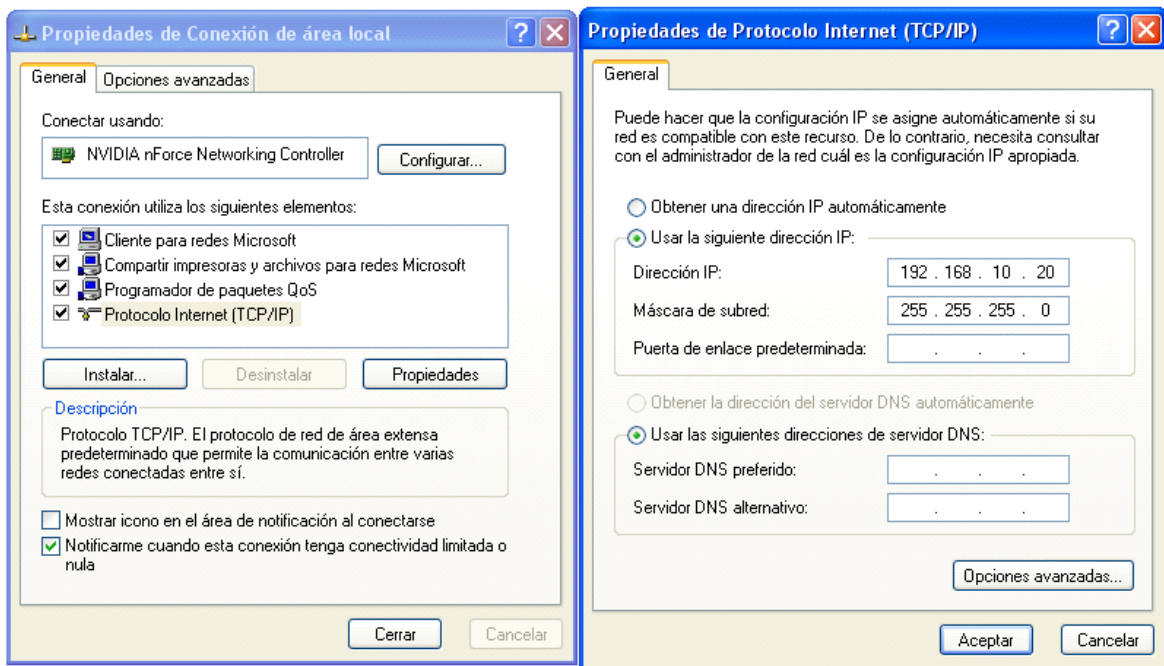 Propiedades de Conexión de área local
General
Opciones avanzadas
Conectar usando:
NVIDIA nForce Networking Controller
Configurar...
Esta conexión utiliza los siguientes elementos:
Cliente para redes Microsoft
Compartir impresoras y archivos para redes Microsoft
Programador de paquetes QoS
Protocolo Internet (TCP/IP)
Instalar...
Desinstalar
Propiedades
Descripción
Protocolo TCP/IP. El protocolo de red de área extensa
predeterminado que permite la comunicación entre varias
redes conectadas entre sí.
Mostrar icono en el área de notificación al conectarse
Notificarme cuando esta conexión tenga conectividad limitada o
nula
Cerrar
Cancelar
Propiedades de Protocolo Internet (TCP/IP)
General
Puede hacer que la configuración IP se asigne automáticamente si su
red es compatible con este recurso. De lo contrario, necesita consultar
con el administrador de la red cuál es la configuración IP apropiada.
Obtener una dirección IP automáticamente
Usar la siguiente dirección IP:
Dirección IP:
192 . 168 . 10 . 20
Máscara de subred:
255 . 255 . 255 . 0
Puerta de enlace predeterminada:
. . .
Obtener la dirección del servidor DNS automáticamente
Usar las siguientes direcciones de servidor DNS:
Servidor DNS preferido:
. . .
Servidor DNS alternativo:
. . .
Opciones avanzadas...
Aceptar
Cancelar